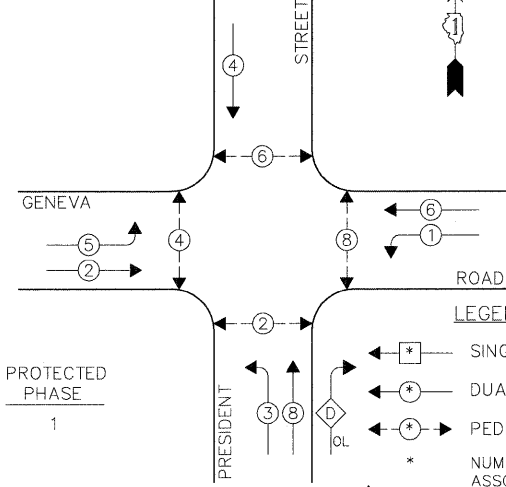 STREET
1
4
6
GENEVA
5
2
4
8
6
1
ROAD
2
LEGE
* SING
* DUA
* PED
* NUM
ASSO
PROTECTED
PHASE
1
PRESIDENT
3
8
D
OL